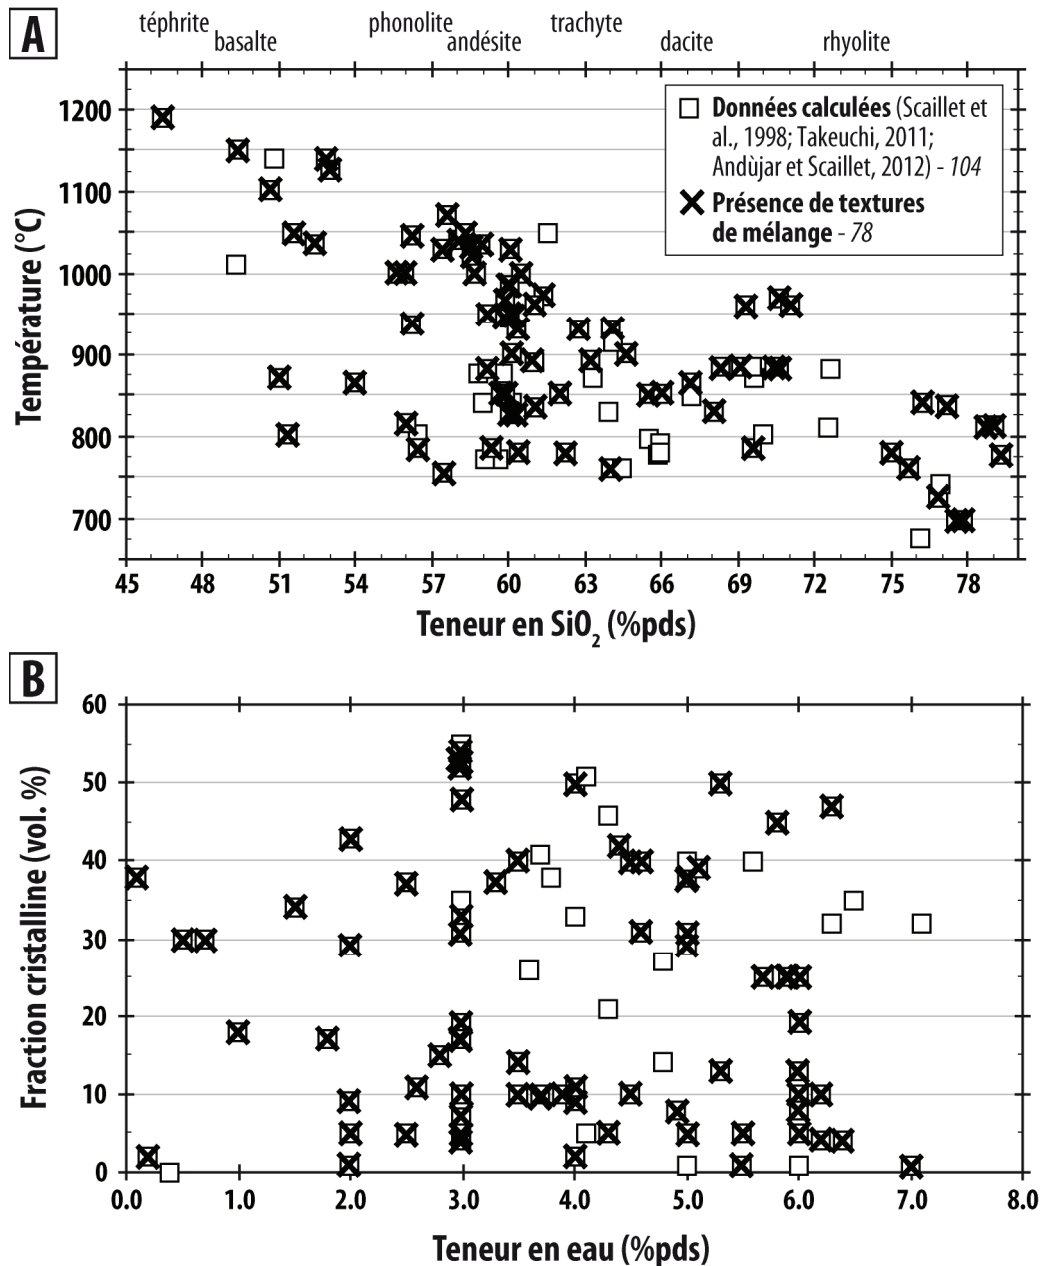 A
téphrite basalte phonolite andésite trachyte dacite rhyolite
Données calculées (Scaillet et
al., 1998; Takeuchi, 2011;
Andùjar et Scaillet, 2012) - 104
Présence de textures
de mélange - 78
Température (°C)
1200
1100
1000
900
800
700
45 48 51 54 57 60 63 66 69 72 76 78
Teneur en SiO₂ (%pds)
B
Fraction cristalline (vol. %)
60
50
40
30
20
10
0
0.0 1.0 2.0 3.0 4.0 5.0 6.0 7.0 8.0
Teneur en eau (%pds)